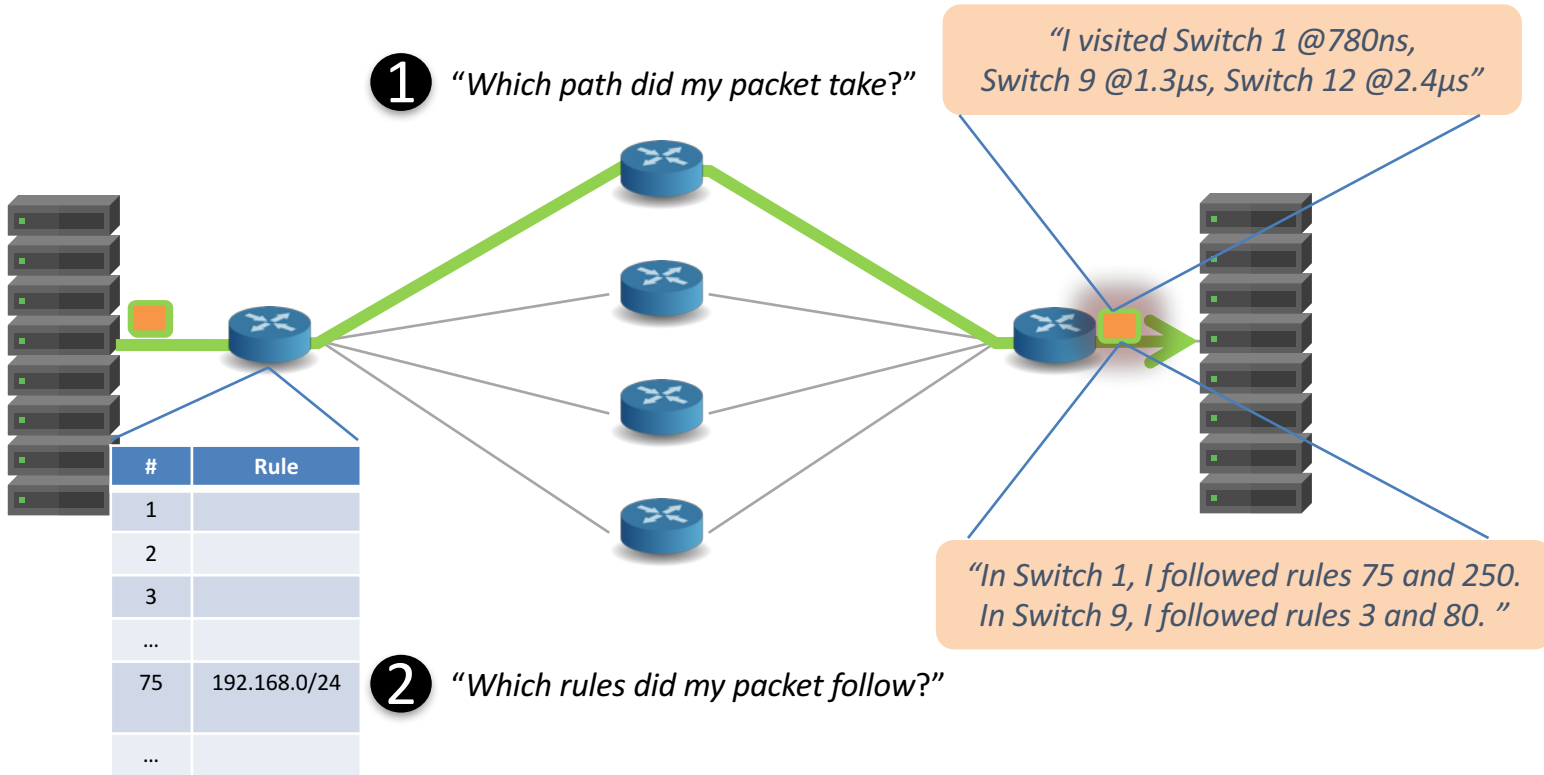 ❶ “Which path did my packet take?”
“I visited Switch 1 @780ns,
Switch 9 @1.3µs, Switch 12 @2.4µs”
# Rule
1
2
3
…
75 192.168.0/24
…
“In Switch 1, I followed rules 75 and 250.
In Switch 9, I followed rules 3 and 80. ”
❷ “Which rules did my packet follow?”